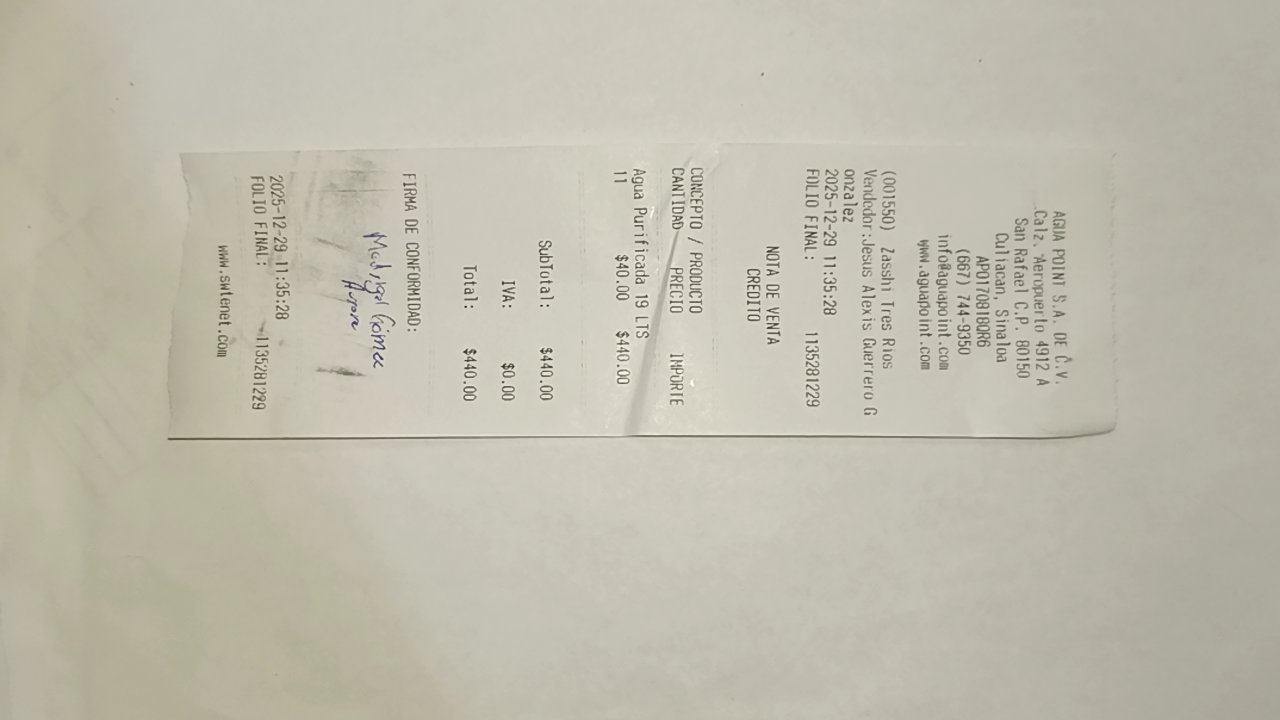 AGUA POINT S.A. DE C.V.
Calz. Aeropuerto 4912 A
San Rafael C.P. 80150
Culiacan, Sinaloa
APO170818QR6
(667) 744-9350
info@aguapoint.com
www.aguapoint.com
(001550) Zasshi Tres Rios
Vendedor:Jesus Alexis Guerrero G
onzalez
2025-12-29 11:35:28
FOLIO FINAL: 1135281229
NOTA DE VENTA
CREDITO
CONCEPTO / PRODUCTO
CANTIDAD PRECIO IMPORTE
Agua Purificada 19 LTS
11 $40.00 $440.00
SubTotal: $440.00
IVA: $0.00
Total: $440.00
FIRMA DE CONFORMIDAD:
Madrigal Gómez
2025-12-29 11:35:28
FOLIO FINAL: 1135281229
www.swtenet.com